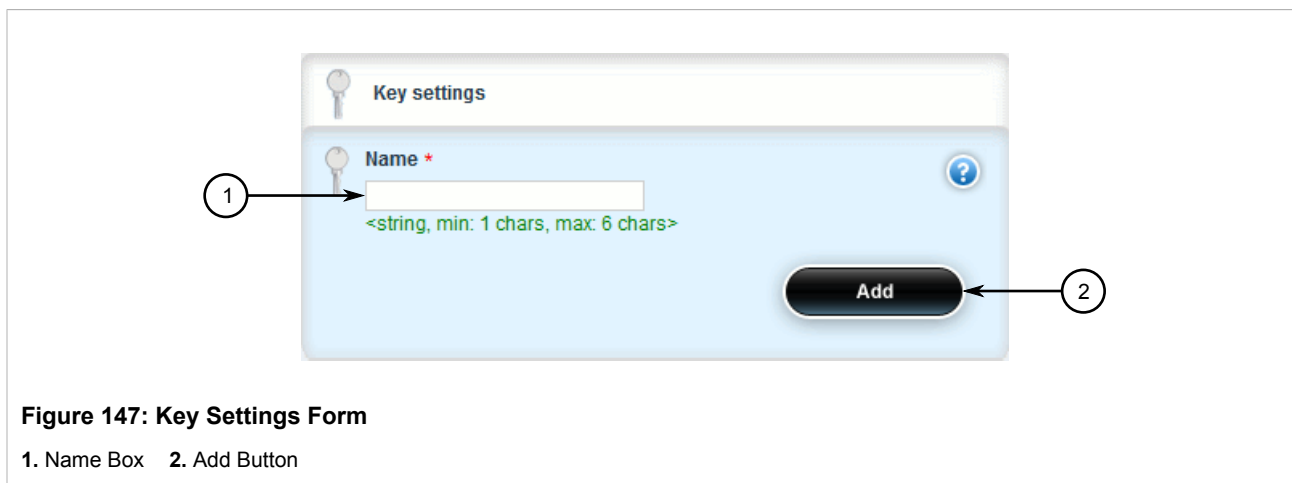 Key settings
Name *
?
1
<string, min: 1 chars, max: 6 chars>
Add
2
Figure 147: Key Settings Form
1. Name Box 2. Add Button